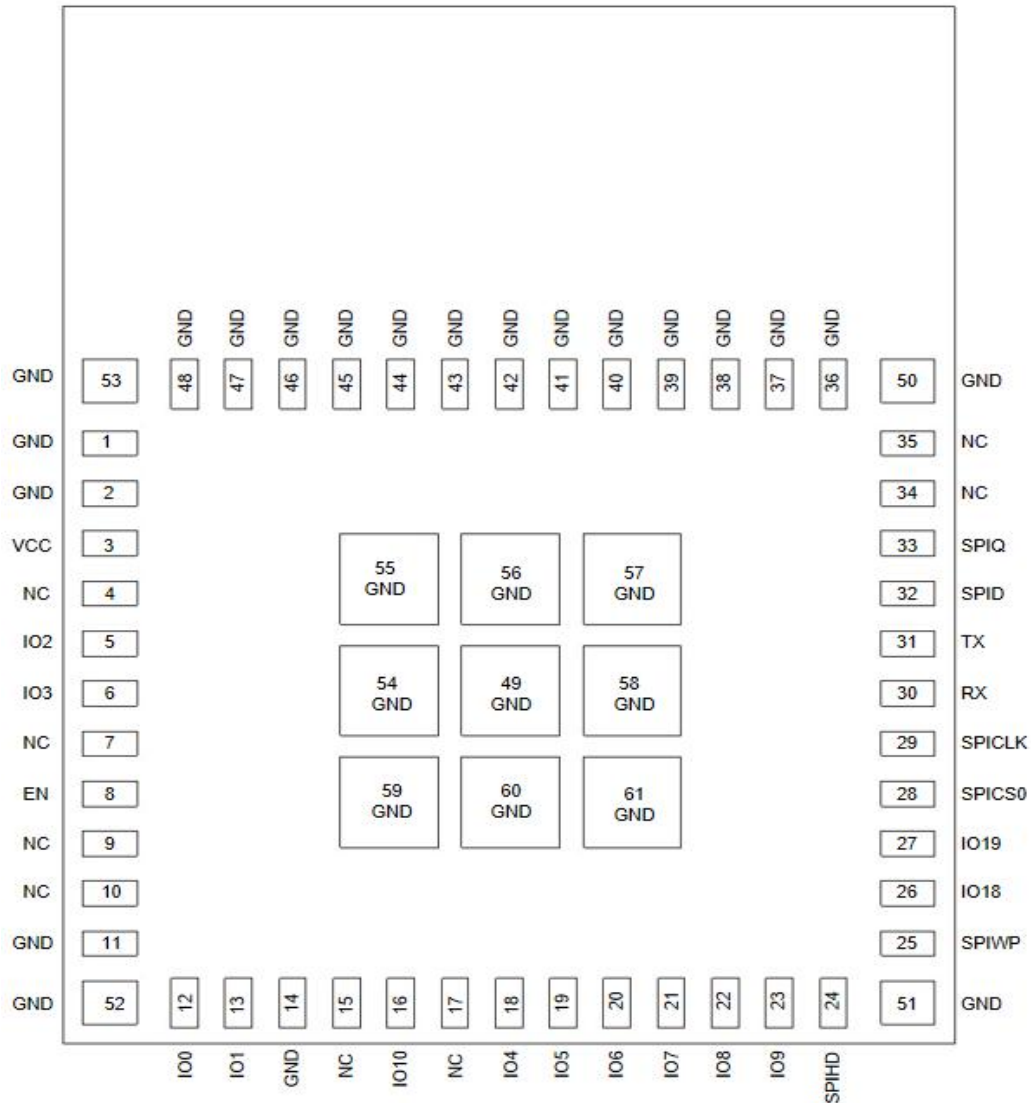 GND GND GND GND GND GND GND GND GND GND GND GND GND
GND 53 48 47 46 45 44 43 42 41 40 39 38 37 36 50 GND
GND 1 35 NC
GND 2 34 NC
VCC 3 33 SPIQ
55 56 57
GND GND GND
NC 4 32 SPID
IO2 5 31 TX
IO3 6 30 RX
54 49 58
GND GND GND
NC 7 29 SPICLK
EN 8 28 SPICS0
59 60 61
GND GND GND
NC 9 27 IO19
NC 10 26 IO18
GND 11 25 SPIWP
GND 52 12 13 14 15 16 17 18 19 20 21 22 23 24 51 GND
IO0 IO1 GND NC IO10 NC IO4 IO5 IO6 IO7 IO8 IO9 SPIHD